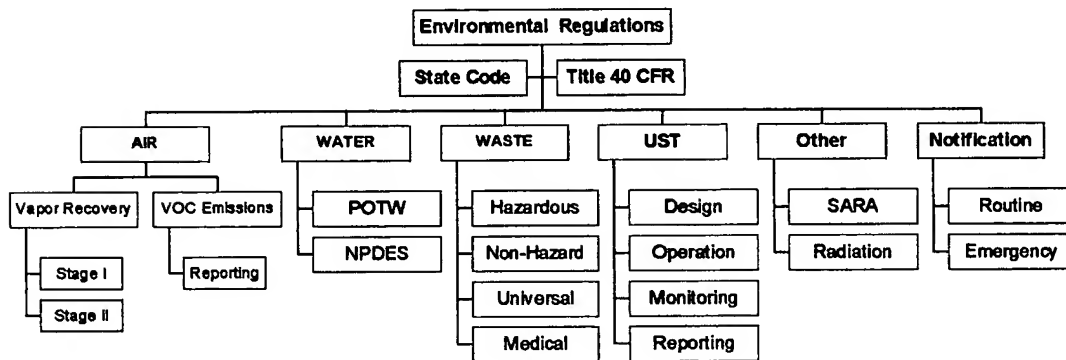 Environmental Regulations
State Code
Title 40 CFR
AIR
WATER
WASTE
UST
Other
Notification
Vapor Recovery
VOC Emissions
POTW
Hazardous
Design
SARA
Routine
Stage I
Reporting
NPDES
Non-Hazard
Operation
Radiation
Emergency
Stage II
Universal
Monitoring
Medical
Reporting